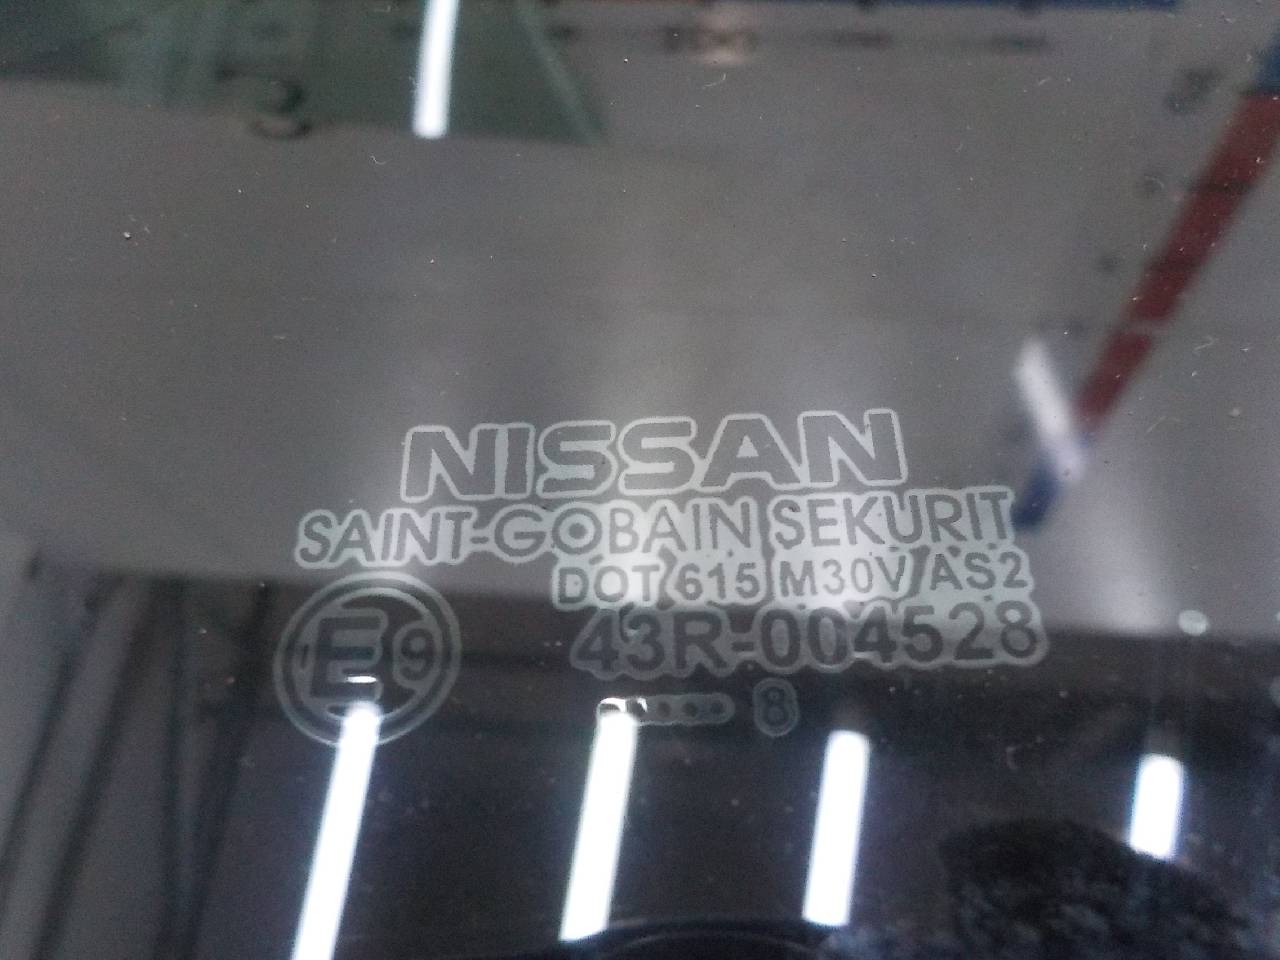 NISSAN
SAINT-GOBAIN SEKURIT
DOT 615 M30V AS2
E9 43R-004528
..... 8